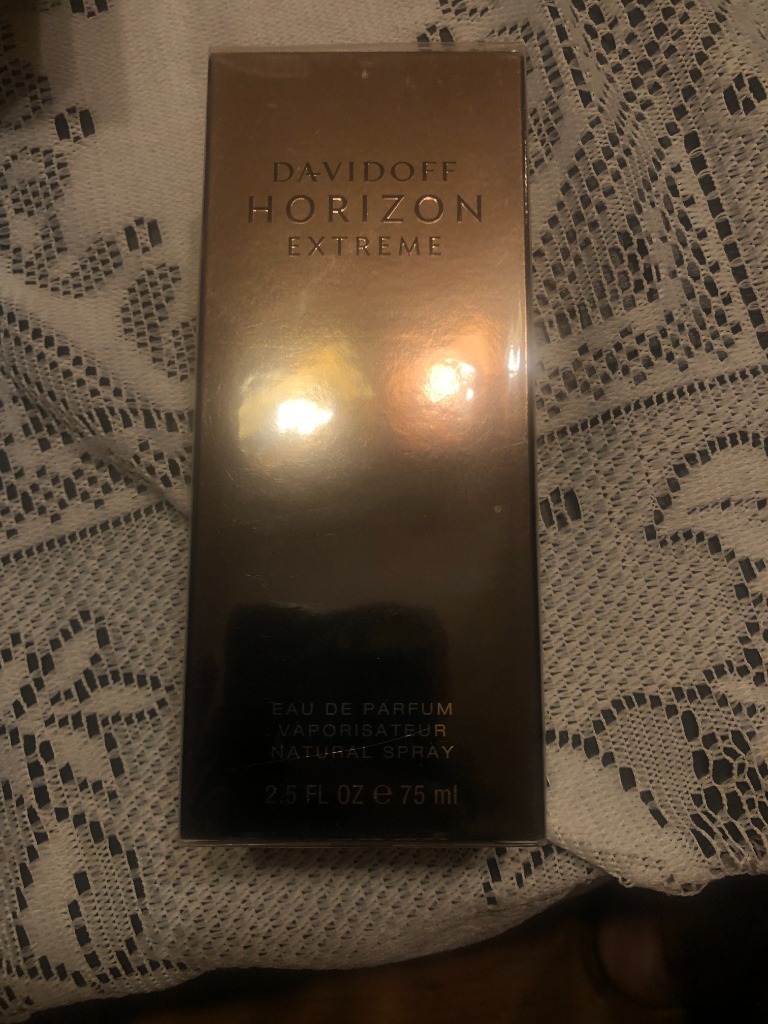 DAVIDOFF
HORIZON
EXTREME
EAU DE PARFUM
VAPORISATEUR
NATURAL SPRAY
2.5 FL OZ ℮ 75 ml